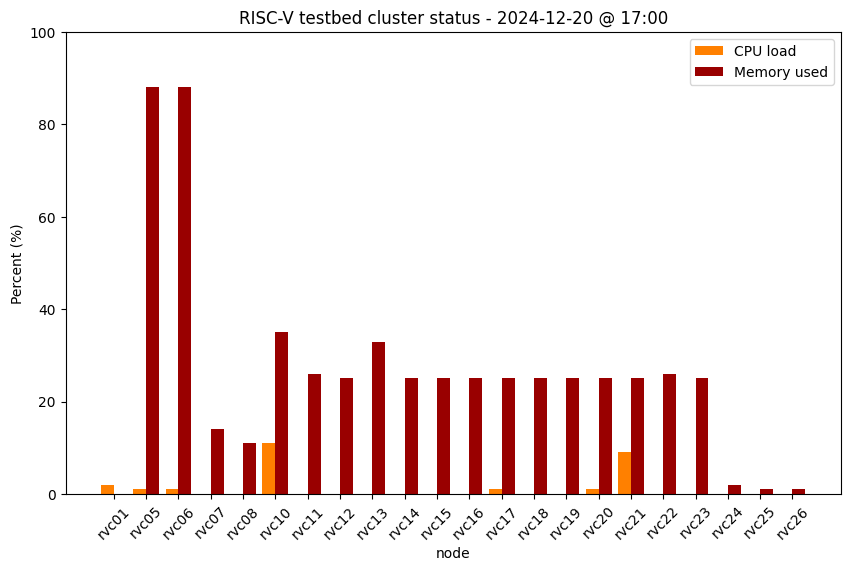 RISC-V testbed cluster status - 2024-12-20 @ 17:00
CPU load
Memory used
Percent (%)
100
80
60
40
20
0
rvc01 rvc05 rvc06 rvc07 rvc08 rvc10 rvc11 rvc12 rvc13 rvc14 rvc15 rvc16 rvc17 rvc18 rvc19 rvc20 rvc21 rvc22 rvc23 rvc24 rvc25 rvc26
node